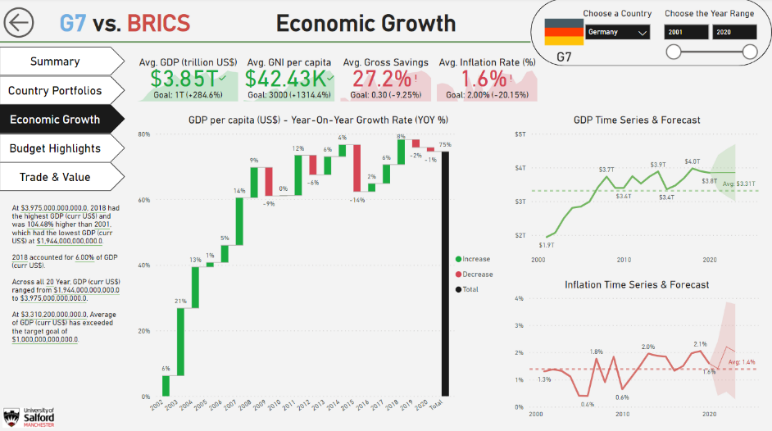 G7 vs. BRICS
Economic Growth
Choose a Country
Choose the Year Range
Germany
2001
2020
G7
Summary
Country Portfolios
Economic Growth
Budget Highlights
Trade & Value
Avg. GDP (trillion US$)
$3.85T
Goal: 1T (+284.6%)
Avg. GNI per capita
$42.43K
Goal: 3000 (+1314.4%)
Avg. Gross Savings
27.2%
Goal: 0.30 (-9.25%)
Avg. Inflation Rate (%)
1.6%
Goal: 2.00% (-20.15%)
At $3,975,000,000,000.0, 2018 had
the highest GDP (curr US$) and
was 104.48% higher than 2001,
which had the lowest GDP (curr
US$) at $1,944,000,000,000.0.
2018 accounted for 6.00% of GDP
(curr US$).
Across all 20 Year, GDP (curr US$)
ranged from $1,944,000,000,000.0
to $3,975,000,000,000.0.
At $3,310,200,000,000.0, Average
of GDP (curr US$) has exceeded
the target goal of
$1,000,000,000,000.0.
University of
Salford
MANCHESTER
GDP per capita (US$) - Year-On-Year Growth Rate (YOY %)
80%
60%
40%
20%
0%
6%
21%
13%
1%
5%
14%
9%
-9%
0%
12%
-6%
6%
4%
-14%
2%
6%
8%
-2%
-1%
75%
2002
2003
2004
2005
2006
2007
2008
2009
2010
2011
2012
2013
2014
2015
2016
2017
2018
2019
2020
Total
Increase
Decrease
Total
GDP Time Series & Forecast
$5T
$4T
$3T
$2T
$1.9T
$3.7T
$3.4T
$3.9T
$3.4T
$4.0T
$3.8T
Avg: $3.31T
2000
2010
2020
Inflation Time Series & Forecast
4%
3%
2%
1%
0%
1.3%
0.4%
1.8%
0.6%
2.0%
2.1%
1.6%
Avg: 1.4%
2000
2010
2020